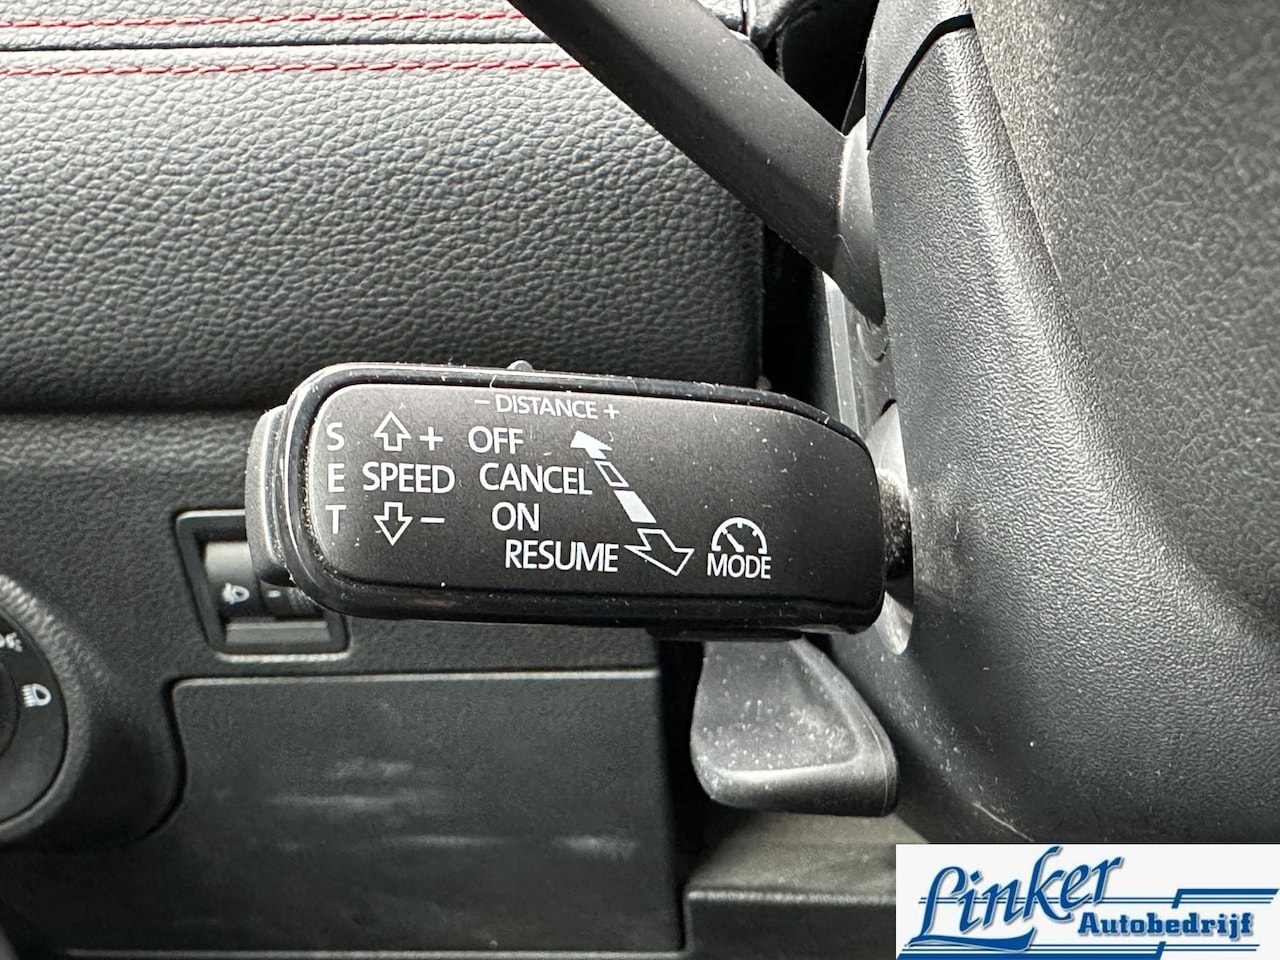 - DISTANCE +
S + OFF
E SPEED CANCEL
T - ON
RESUME
MODE
Linker
Autobedrijf